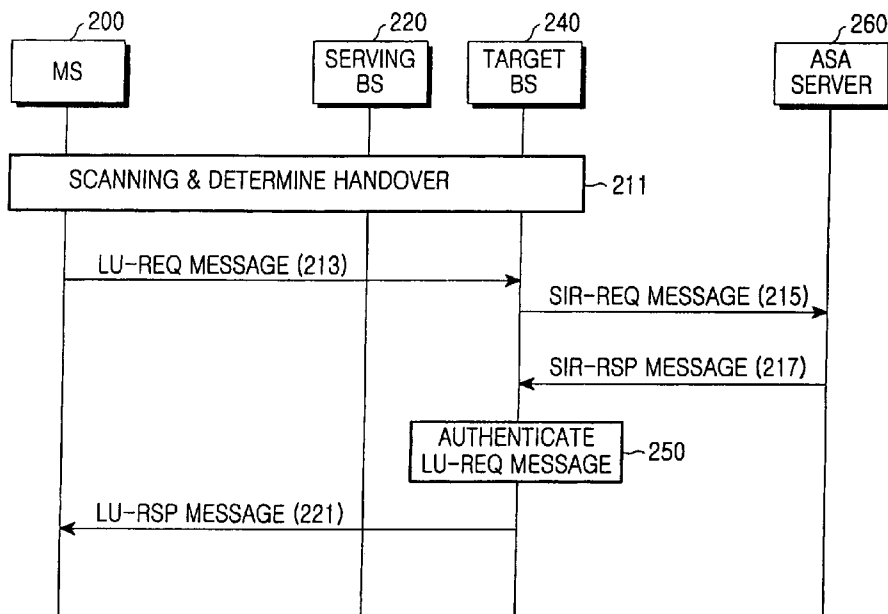 200
220
240
260
MS
SERVING
BS
TARGET
BS
ASA
SERVER
SCANNING & DETERMINE HANDOVER
211
LU-REQ MESSAGE (213)
SIR-REQ MESSAGE (215)
SIR-RSP MESSAGE (217)
AUTHENTICATE
LU-REQ MESSAGE
250
LU-RSP MESSAGE (221)